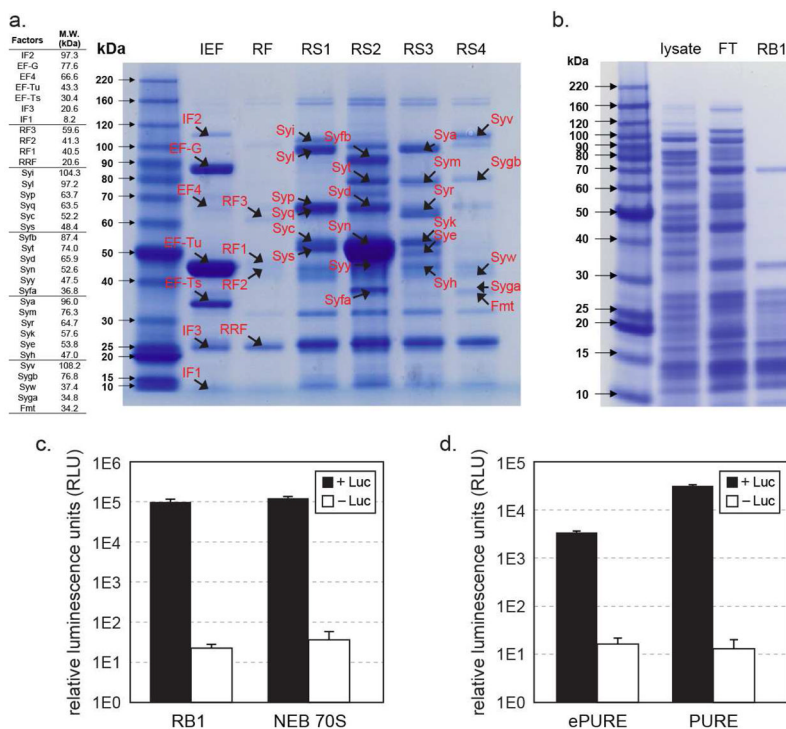 a.
Factors M.W. (kDa)
IF2 97.3
EF-G 77.6
EF4 66.6
EF-Tu 43.3
EF-Ts 30.4
IF3 20.6
IF1 8.2
RF3 59.6
RF2 41.3
RF1 40.5
RRF 20.6
Syi 104.3
Syl 97.2
Syp 63.7
Syq 63.5
Syc 52.2
Sys 48.4
Syfb 87.4
Syt 74.0
Syd 65.9
Syn 52.6
Syy 47.5
Syfa 36.8
Sya 96.0
Sym 76.3
Syr 64.7
Syk 57.6
Sye 53.8
Syh 47.0
Syv 108.2
Sygb 76.8
Syw 37.4
Syga 34.8
Fmt 34.2
kDa IEF RF RS1 RS2 RS3 RS4
220
160
120
100
90
80
70
60
50
40
30
25
20
15
10
IF2
EF-G
EF4
EF-Tu
EF-Ts
IF3
IF1
RF3
RF1
RF2
RRF
Syi
Syl
Syp
Syq
Syc
Sys
Syfb
Syt
Syd
Syn
Syy
Syfa
Sya
Sym
Syr
Syk
Sye
Syh
Syv
Sygb
Syw
Syga
Fmt
b.
kDa lysate FT RB1
220
160
120
100
90
80
70
60
50
40
30
25
20
15
10
c.
relative luminescence units (RLU)
1E6
1E5
1E4
1E3
1E2
1E1
1E0
+ Luc
– Luc
RB1 NEB 70S
d.
relative luminescence units (RLU)
1E5
1E4
1E3
1E2
1E1
1E0
+ Luc
– Luc
ePURE PURE